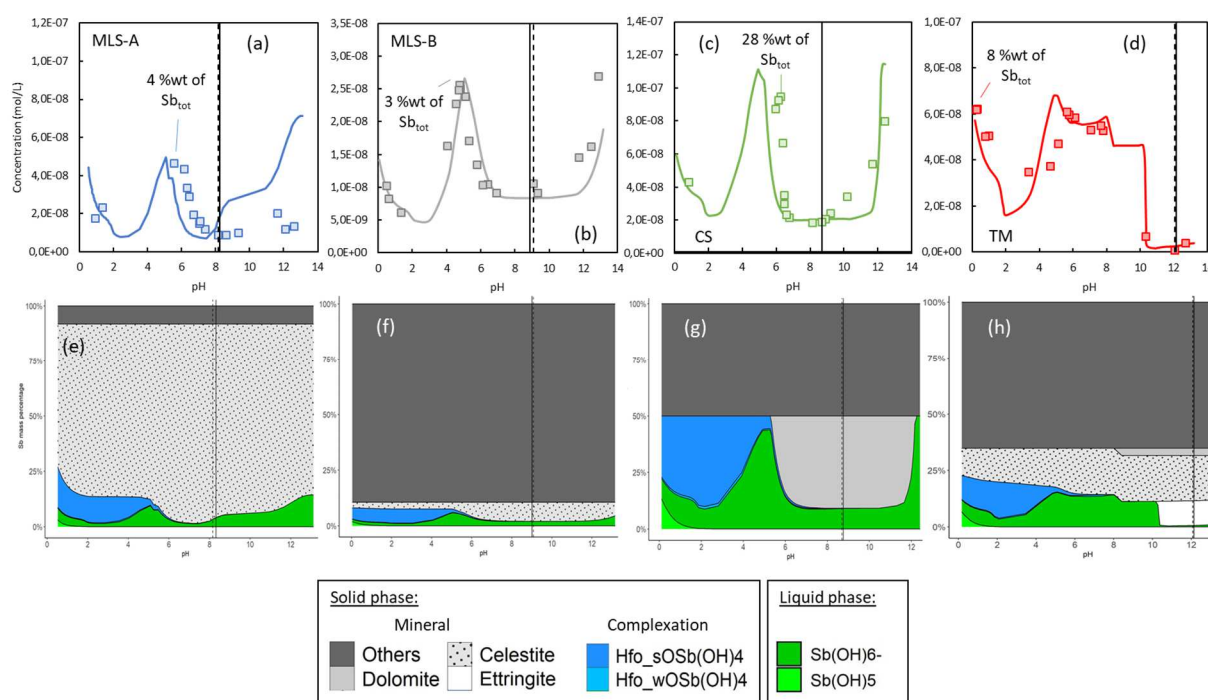 1,2E-07
1,0E-07
8,0E-08
6,0E-08
4,0E-08
2,0E-08
0,0E+00
Concentration (mol/L)
MLS-A
(a)
4 %wt of
Sbtot
0 2 4 6 8 10 12 14
pH
3,5E-08
3,0E-08
2,5E-08
2,0E-08
1,5E-08
1,0E-08
5,0E-09
0,0E+00
MLS-B
3 %wt of
Sbtot
(b)
0 2 4 6 8 10 12 14
pH
1,2E-07
1,0E-07
8,0E-08
6,0E-08
4,0E-08
2,0E-08
0,0E+00
(c)
28 %wt of
Sbtot
CS
0 2 4 6 8 10 12 14
pH
1,0E-07
8,0E-08
6,0E-08
4,0E-08
2,0E-08
0,0E+00
(d)
8 %wt of
Sbtot
TM
0 2 4 6 8 10 12 14
pH
Sb mass percentage
100%
75%
50%
25%
0%
(e)
0 2 4 6 8 10 12
pH
100%
75%
50%
25%
0%
(f)
0 2 4 6 8 10 12
pH
100%
75%
50%
25%
0%
(g)
0 2 4 6 8 10 12
pH
100%
75%
50%
25%
0%
(h)
0 2 4 6 8 10 12
pH
Solid phase:
Mineral
Complexation
Others
Celestite
Hfo_sOSb(OH)4
Dolomite
Ettringite
Hfo_wOSb(OH)4
Liquid phase:
Sb(OH)6-
Sb(OH)5